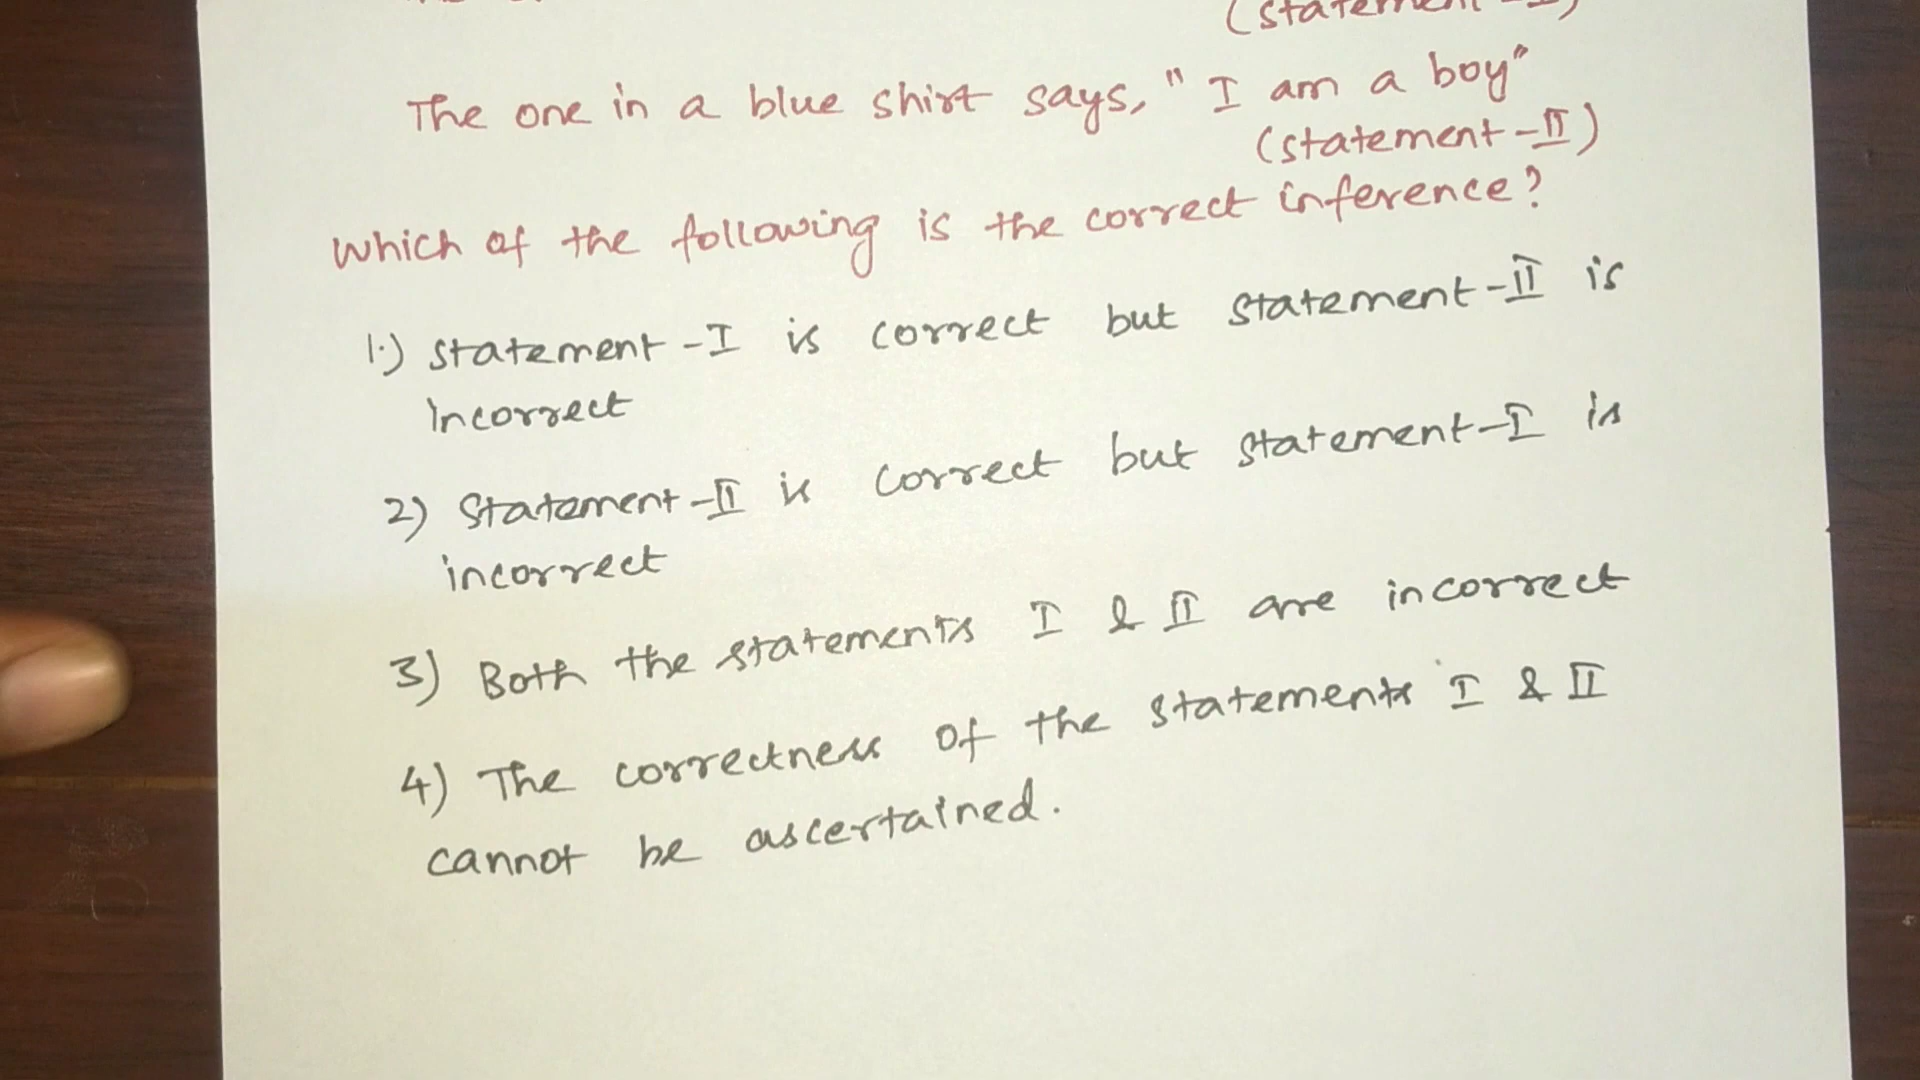 (statement-I)
The one in a blue shirt says, "I am a boy"
(statement-II)
Which of the following is the correct inference?
1.) Statement-I is correct but statement-II is
incorrect
2) Statement-II is correct but statement-I is
incorrect
3) Both the statements I & II are incorrect
4) The correctness of the statements I & II
cannot be ascertained.